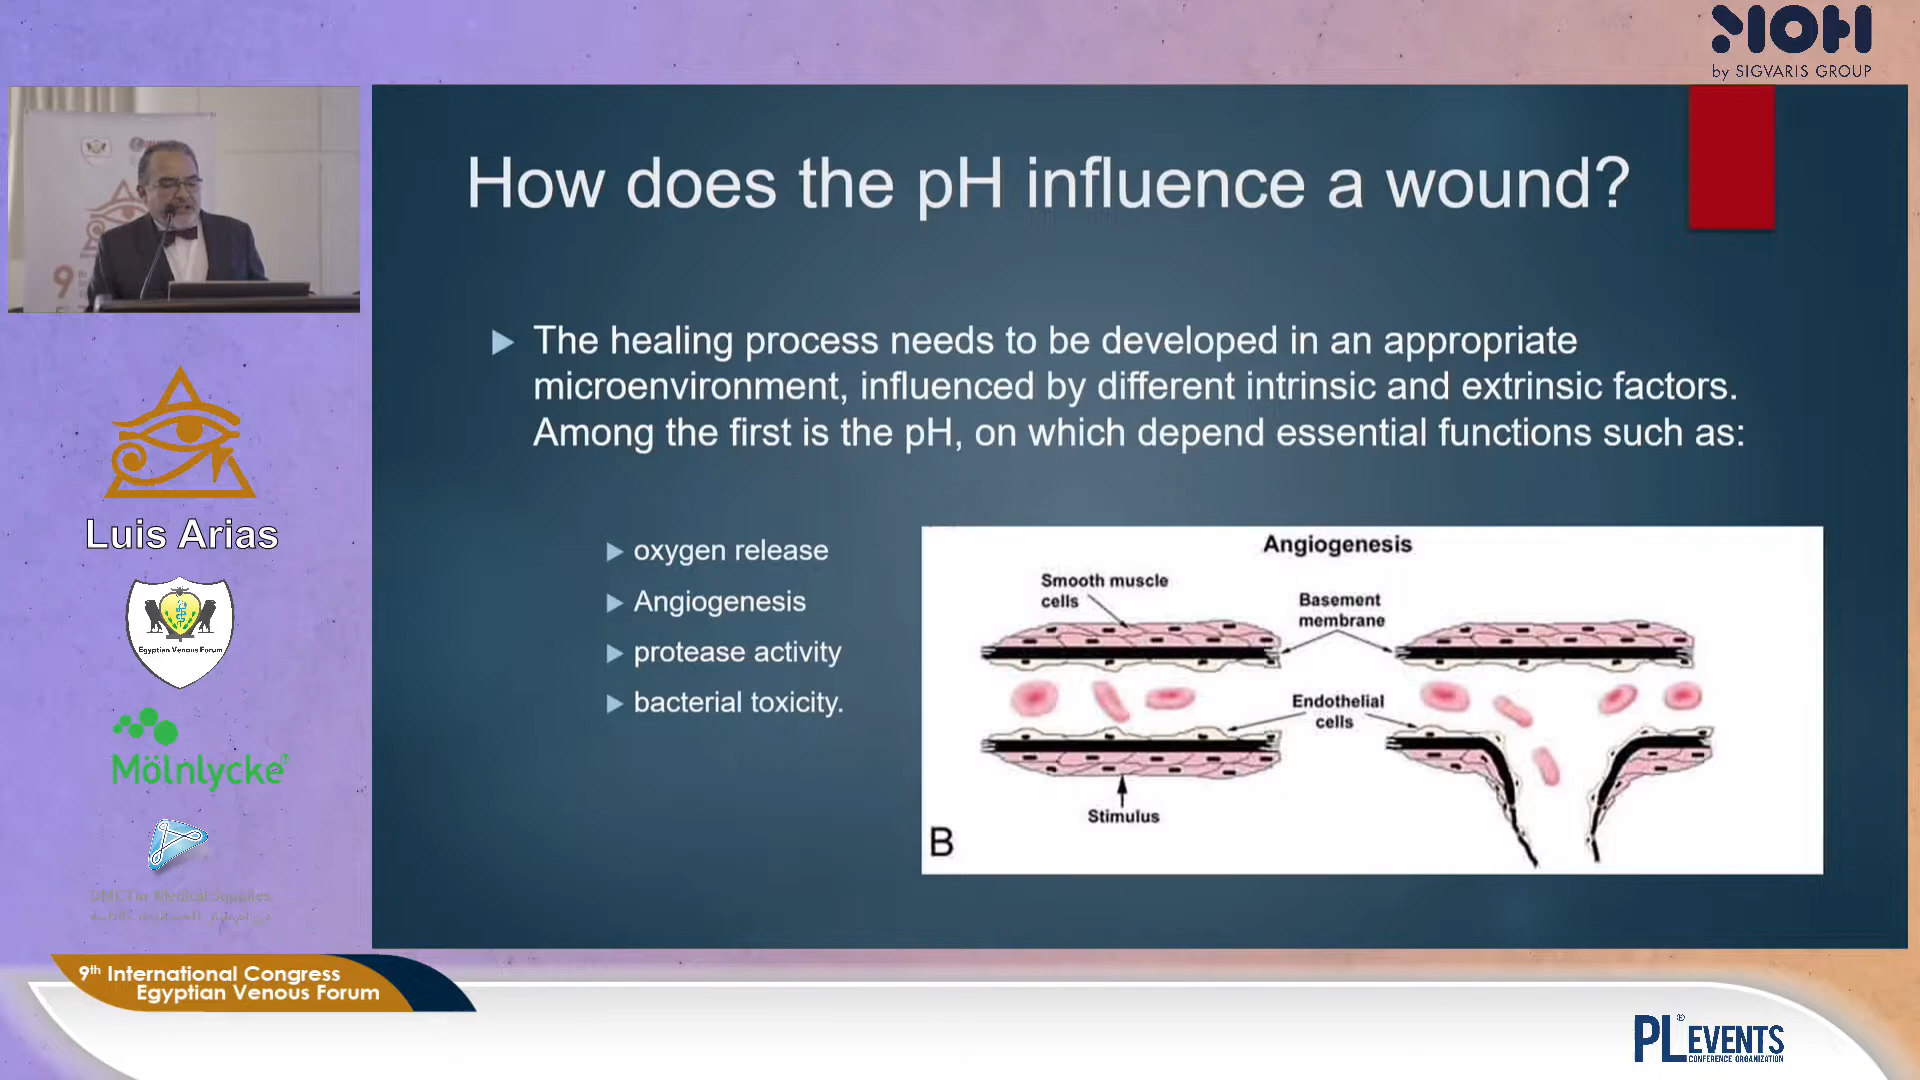 HOH
by SIGVARIS GROUP
How does the pH influence a wound?
The healing process needs to be developed in an appropriate
microenvironment, influenced by different intrinsic and extrinsic factors.
Among the first is the pH, on which depend essential functions such as:
oxygen release
Angiogenesis
protease activity
bacterial toxicity.
Angiogenesis
Smooth muscle
cells
Basement
membrane
Endothelial
cells
Stimulus
B
9
Luis Arias
Egyptian Venous Forum
Mölnlycke
DMC For Medical Supplies
9th International Congress
Egyptian Venous Forum
PL® EVENTS
CONFERENCE ORGANIZATION